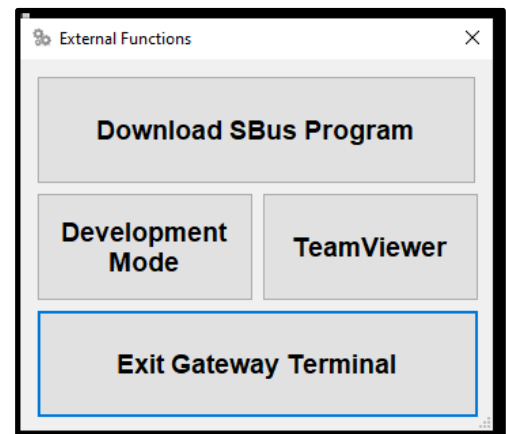 External Functions
Download SBus Program
Development
Mode
TeamViewer
Exit Gateway Terminal